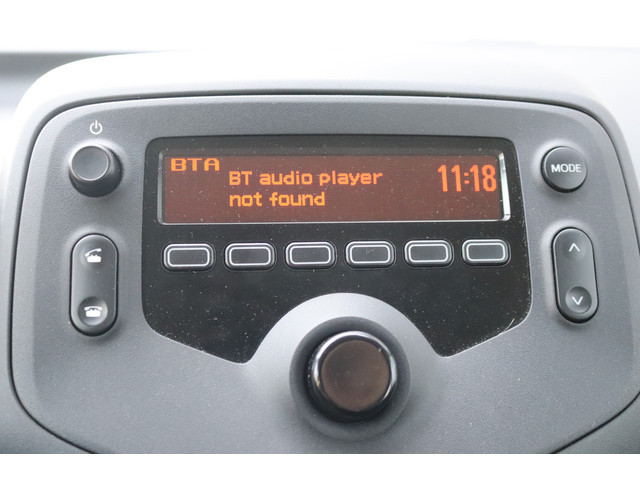 BTA
BT audio player
not found
11:18
MODE